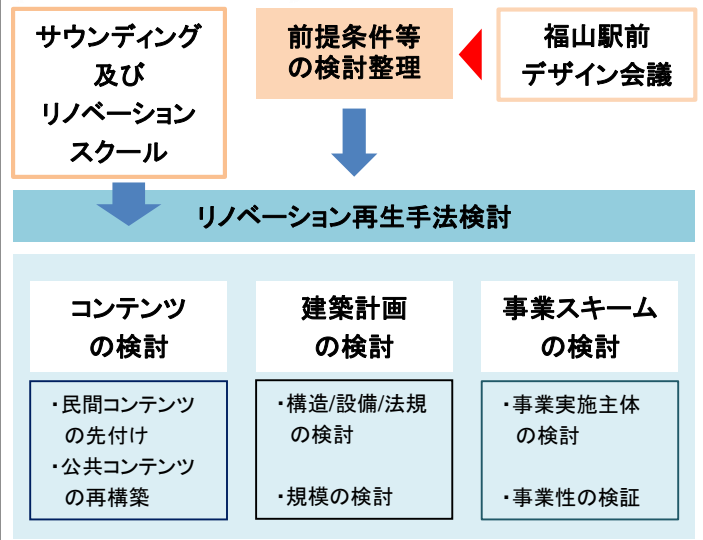 サウンディング
及び
リノベーション
スクール
前提条件等
の検討整理
福山駅前
デザイン会議
リノベーション再生手法検討
コンテンツ
の検討
・民間コンテンツ
の先付け
・公共コンテンツ
の再構築
建築計画
の検討
・構造/設備/法規
の検討
・規模の検討
事業スキーム
の検討
・事業実施主体
の検討
・事業性の検証